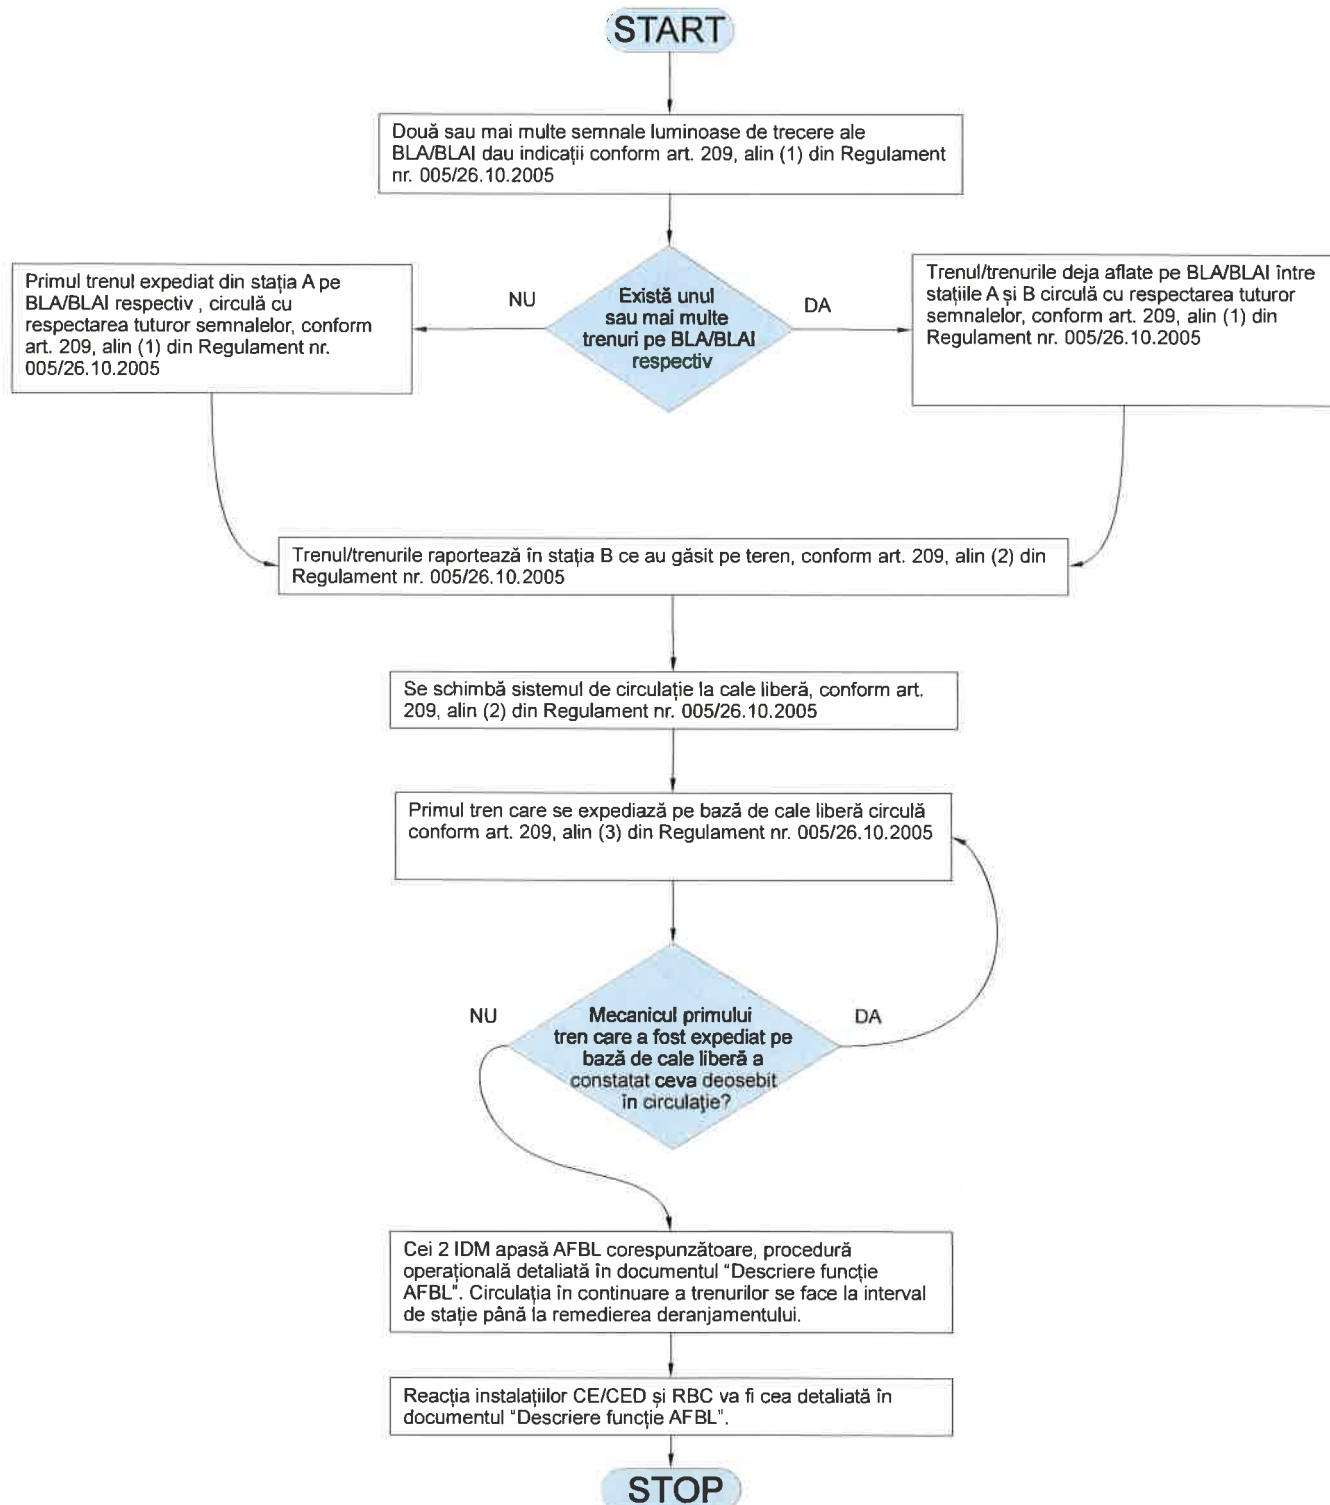 START
Două sau mai multe semnale luminoase de trecere ale
BLA/BLAI dau indicații conform art. 209, alin (1) din Regulament
nr. 005/26.10.2005
Primul trenul expediat din stația A pe
BLA/BLAI respectiv , circulă cu
respectarea tuturor semnalelor, conform
art. 209, alin (1) din Regulament nr.
005/26.10.2005
NU
Există unul
sau mai multe
trenuri pe BLA/BLAI
respectiv
DA
Trenul/trenurile deja aflate pe BLA/BLAI între
stațiile A și B circulă cu respectarea tuturor
semnalelor, conform art. 209, alin (1) din
Regulament nr. 005/26.10.2005
Trenul/trenurile raportează în stația B ce au găsit pe teren, conform art. 209, alin (2) din
Regulament nr. 005/26.10.2005
Se schimbă sistemul de circulație la cale liberă, conform art.
209, alin (2) din Regulament nr. 005/26.10.2005
Primul tren care se expediază pe bază de cale liberă circulă
conform art. 209, alin (3) din Regulament nr. 005/26.10.2005
NU
Mecanicul primului
tren care a fost expediat pe
bază de cale liberă a
constatat ceva deosebit
în circulație?
DA
Cei 2 IDM apasă AFBL corespunzătoare, procedură
operațională detaliată în documentul "Descriere funcție
AFBL". Circulația în continuare a trenurilor se face la interval
de stație până la remedierea deranjamentului.
Reacția instalațiilor CE/CED și RBC va fi cea detaliată în
documentul "Descriere funcție AFBL".
STOP